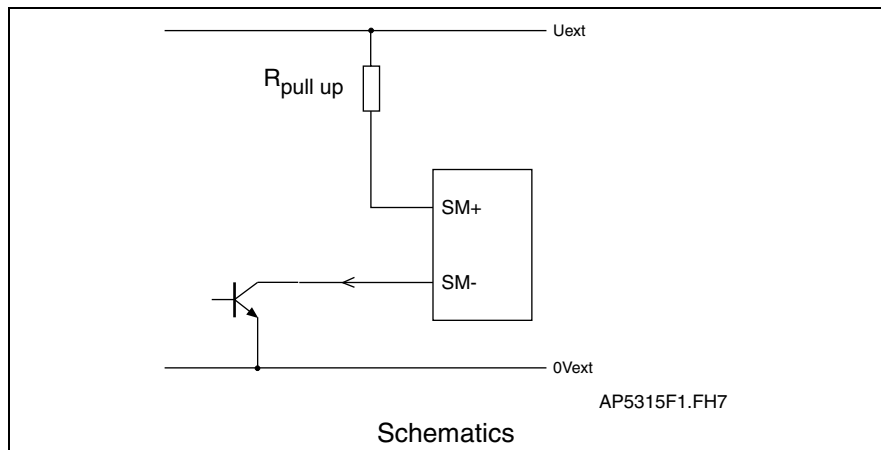 Uext
Rpull up
SM+
SM-
0Vext
AP5315F1.FH7
Schematics